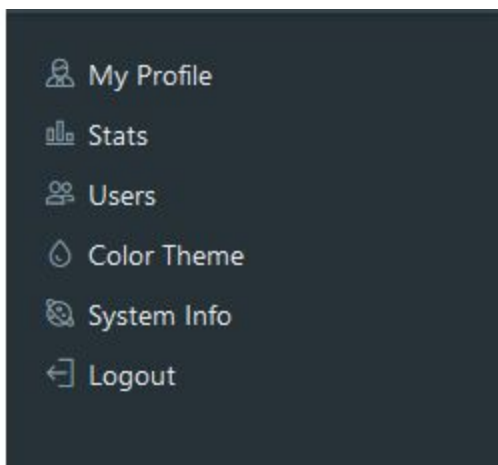 My Profile
Stats
Users
Color Theme
System Info
Logout